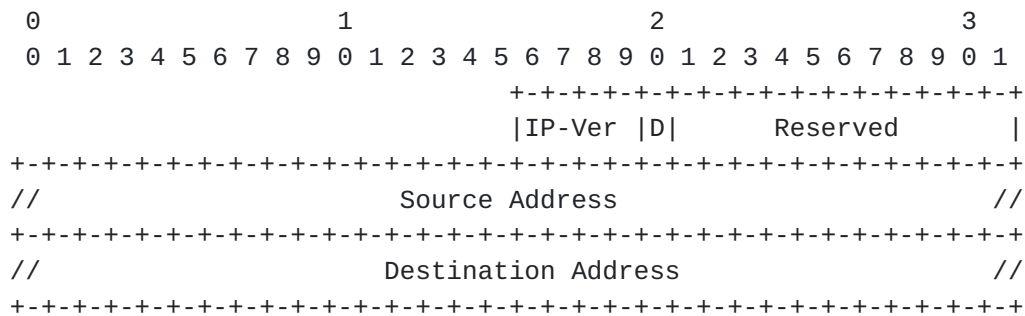 0                   1                   2                   3
 0 1 2 3 4 5 6 7 8 9 0 1 2 3 4 5 6 7 8 9 0 1 2 3 4 5 6 7 8 9 0 1
                                +-+-+-+-+-+-+-+-+-+-+-+-+-+-+-+-+
                                |IP-Ver |D|      Reserved       |
+-+-+-+-+-+-+-+-+-+-+-+-+-+-+-+-+-+-+-+-+-+-+-+-+-+-+-+-+-+-+-+-+
//                       Source Address                        //
+-+-+-+-+-+-+-+-+-+-+-+-+-+-+-+-+-+-+-+-+-+-+-+-+-+-+-+-+-+-+-+-+
//                      Destination Address                    //
+-+-+-+-+-+-+-+-+-+-+-+-+-+-+-+-+-+-+-+-+-+-+-+-+-+-+-+-+-+-+-+-+